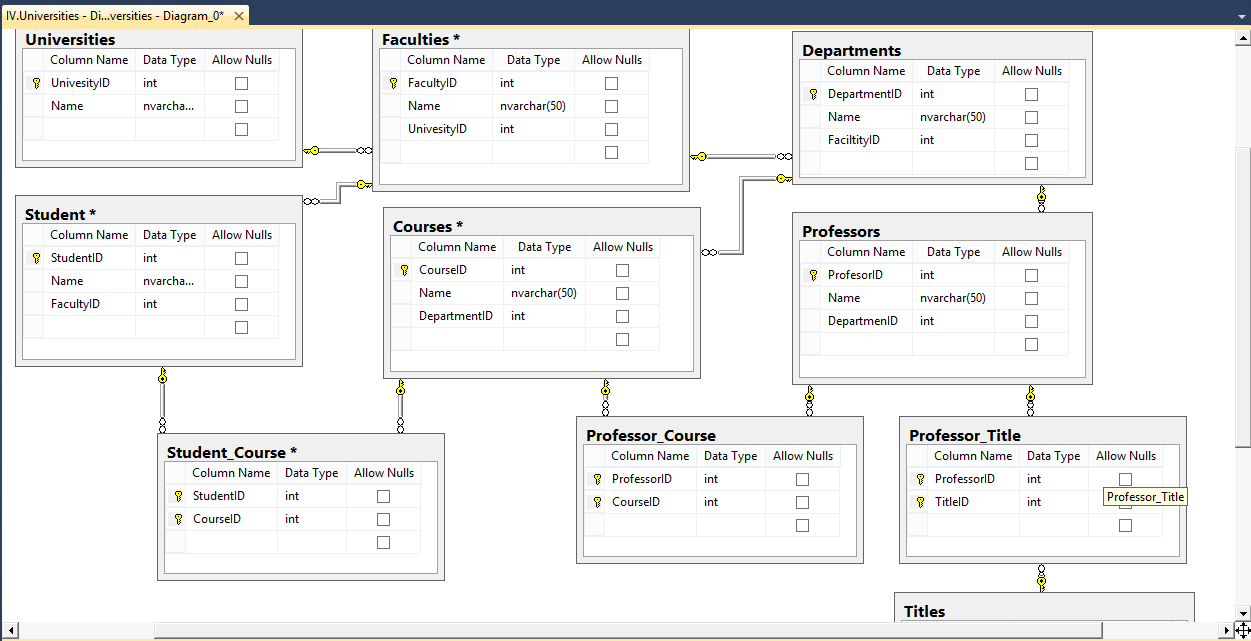 IV.Universities - Di...versities - Diagram_0* ✕
Universities
Column Name Data Type Allow Nulls
UnivesityID int
Name nvarcha...
Faculties *
Column Name Data Type Allow Nulls
FacultyID int
Name nvarchar(50)
UnivesityID int
Departments
Column Name Data Type Allow Nulls
DepartmentID int
Name nvarchar(50)
FaciltityID int
Student *
Column Name Data Type Allow Nulls
StudentID int
Name nvarcha...
FacultyID int
Courses *
Column Name Data Type Allow Nulls
CourseID int
Name nvarchar(50)
DepartmentID int
Professors
Column Name Data Type Allow Nulls
ProfesorID int
Name nvarchar(50)
DepartmenID int
Student_Course *
Column Name Data Type Allow Nulls
StudentID int
CourseID int
Professor_Course
Column Name Data Type Allow Nulls
ProfessorID int
CourseID int
Professor_Title
Column Name Data Type Allow Nulls
ProfessorID int
TitleID int
Professor_Title
Titles